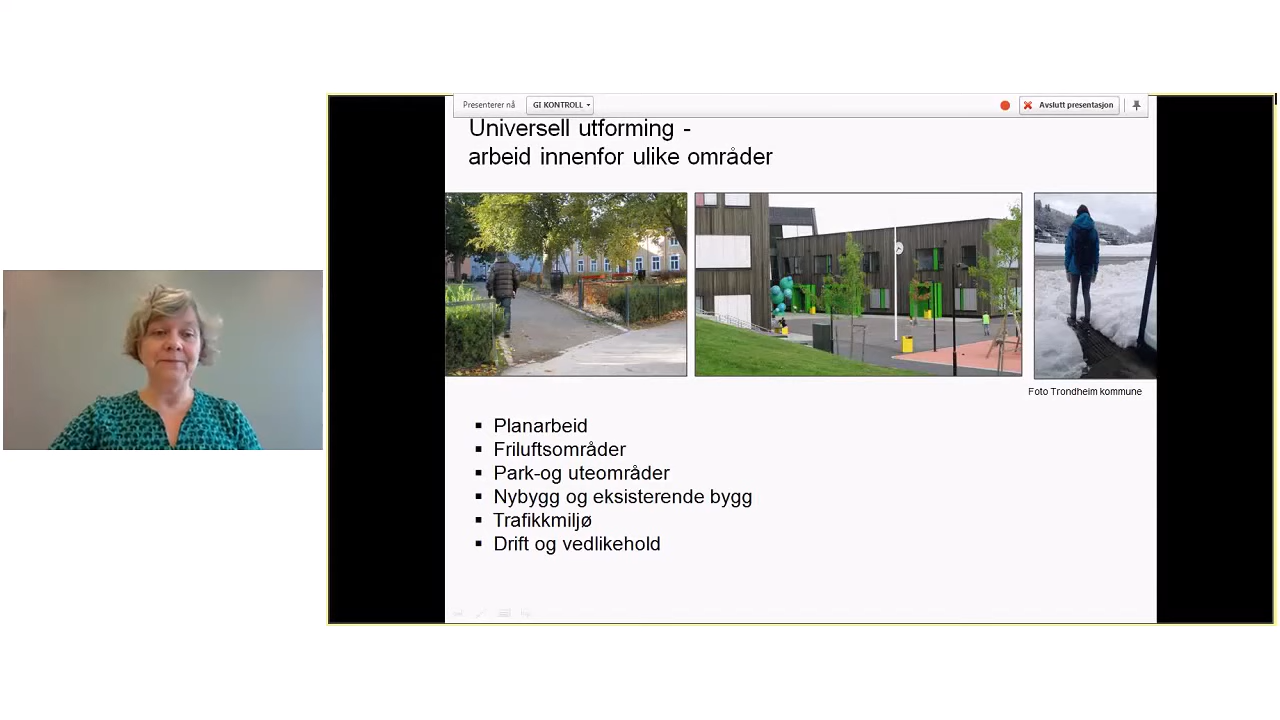 Presenterer nå
GI KONTROLL
Avslutt presentasjon
Universell utforming -
arbeid innenfor ulike områder
Foto Trondheim kommune
Planarbeid
Friluftsområder
Park-og uteområder
Nybygg og eksisterende bygg
Trafikkmiljø
Drift og vedlikehold